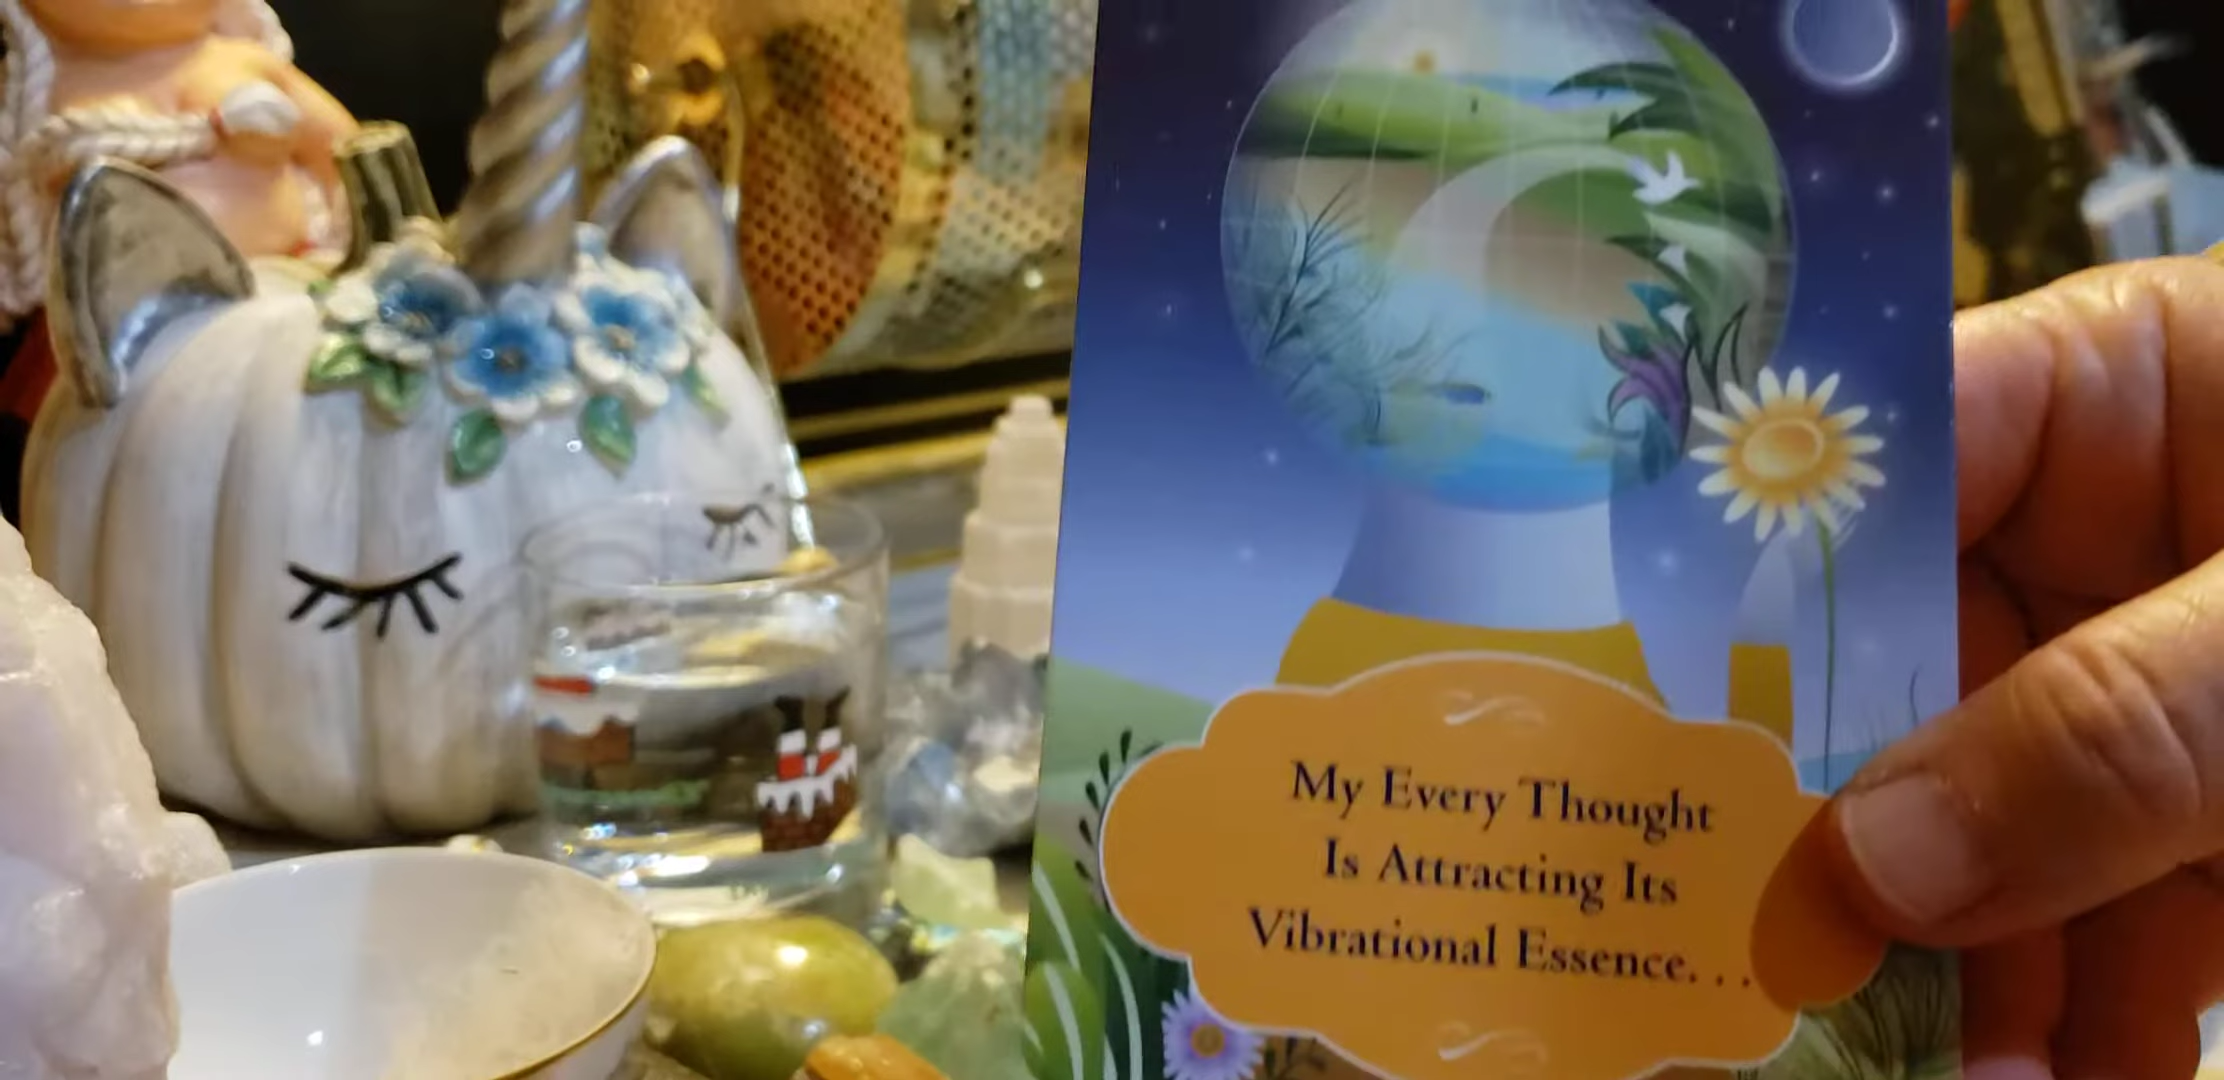 My Every Thought
Is Attracting Its
Vibrational Essence. . .